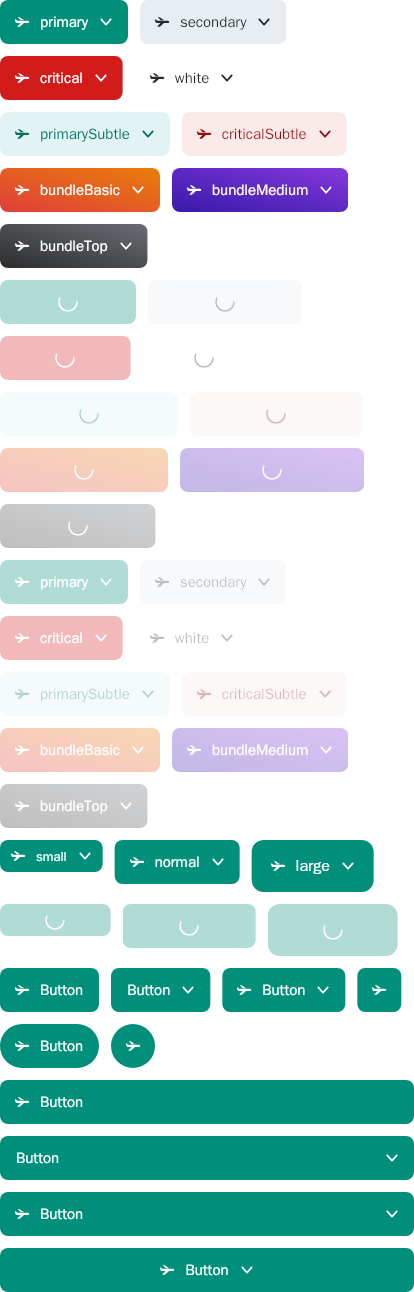 primary secondary
critical white
primarySubtle criticalSubtle
bundleBasic bundleMedium
bundleTop
primary secondary
critical white
primarySubtle criticalSubtle
bundleBasic bundleMedium
bundleTop
small normal large
Button Button Button
Button
Button
Button
Button
Button